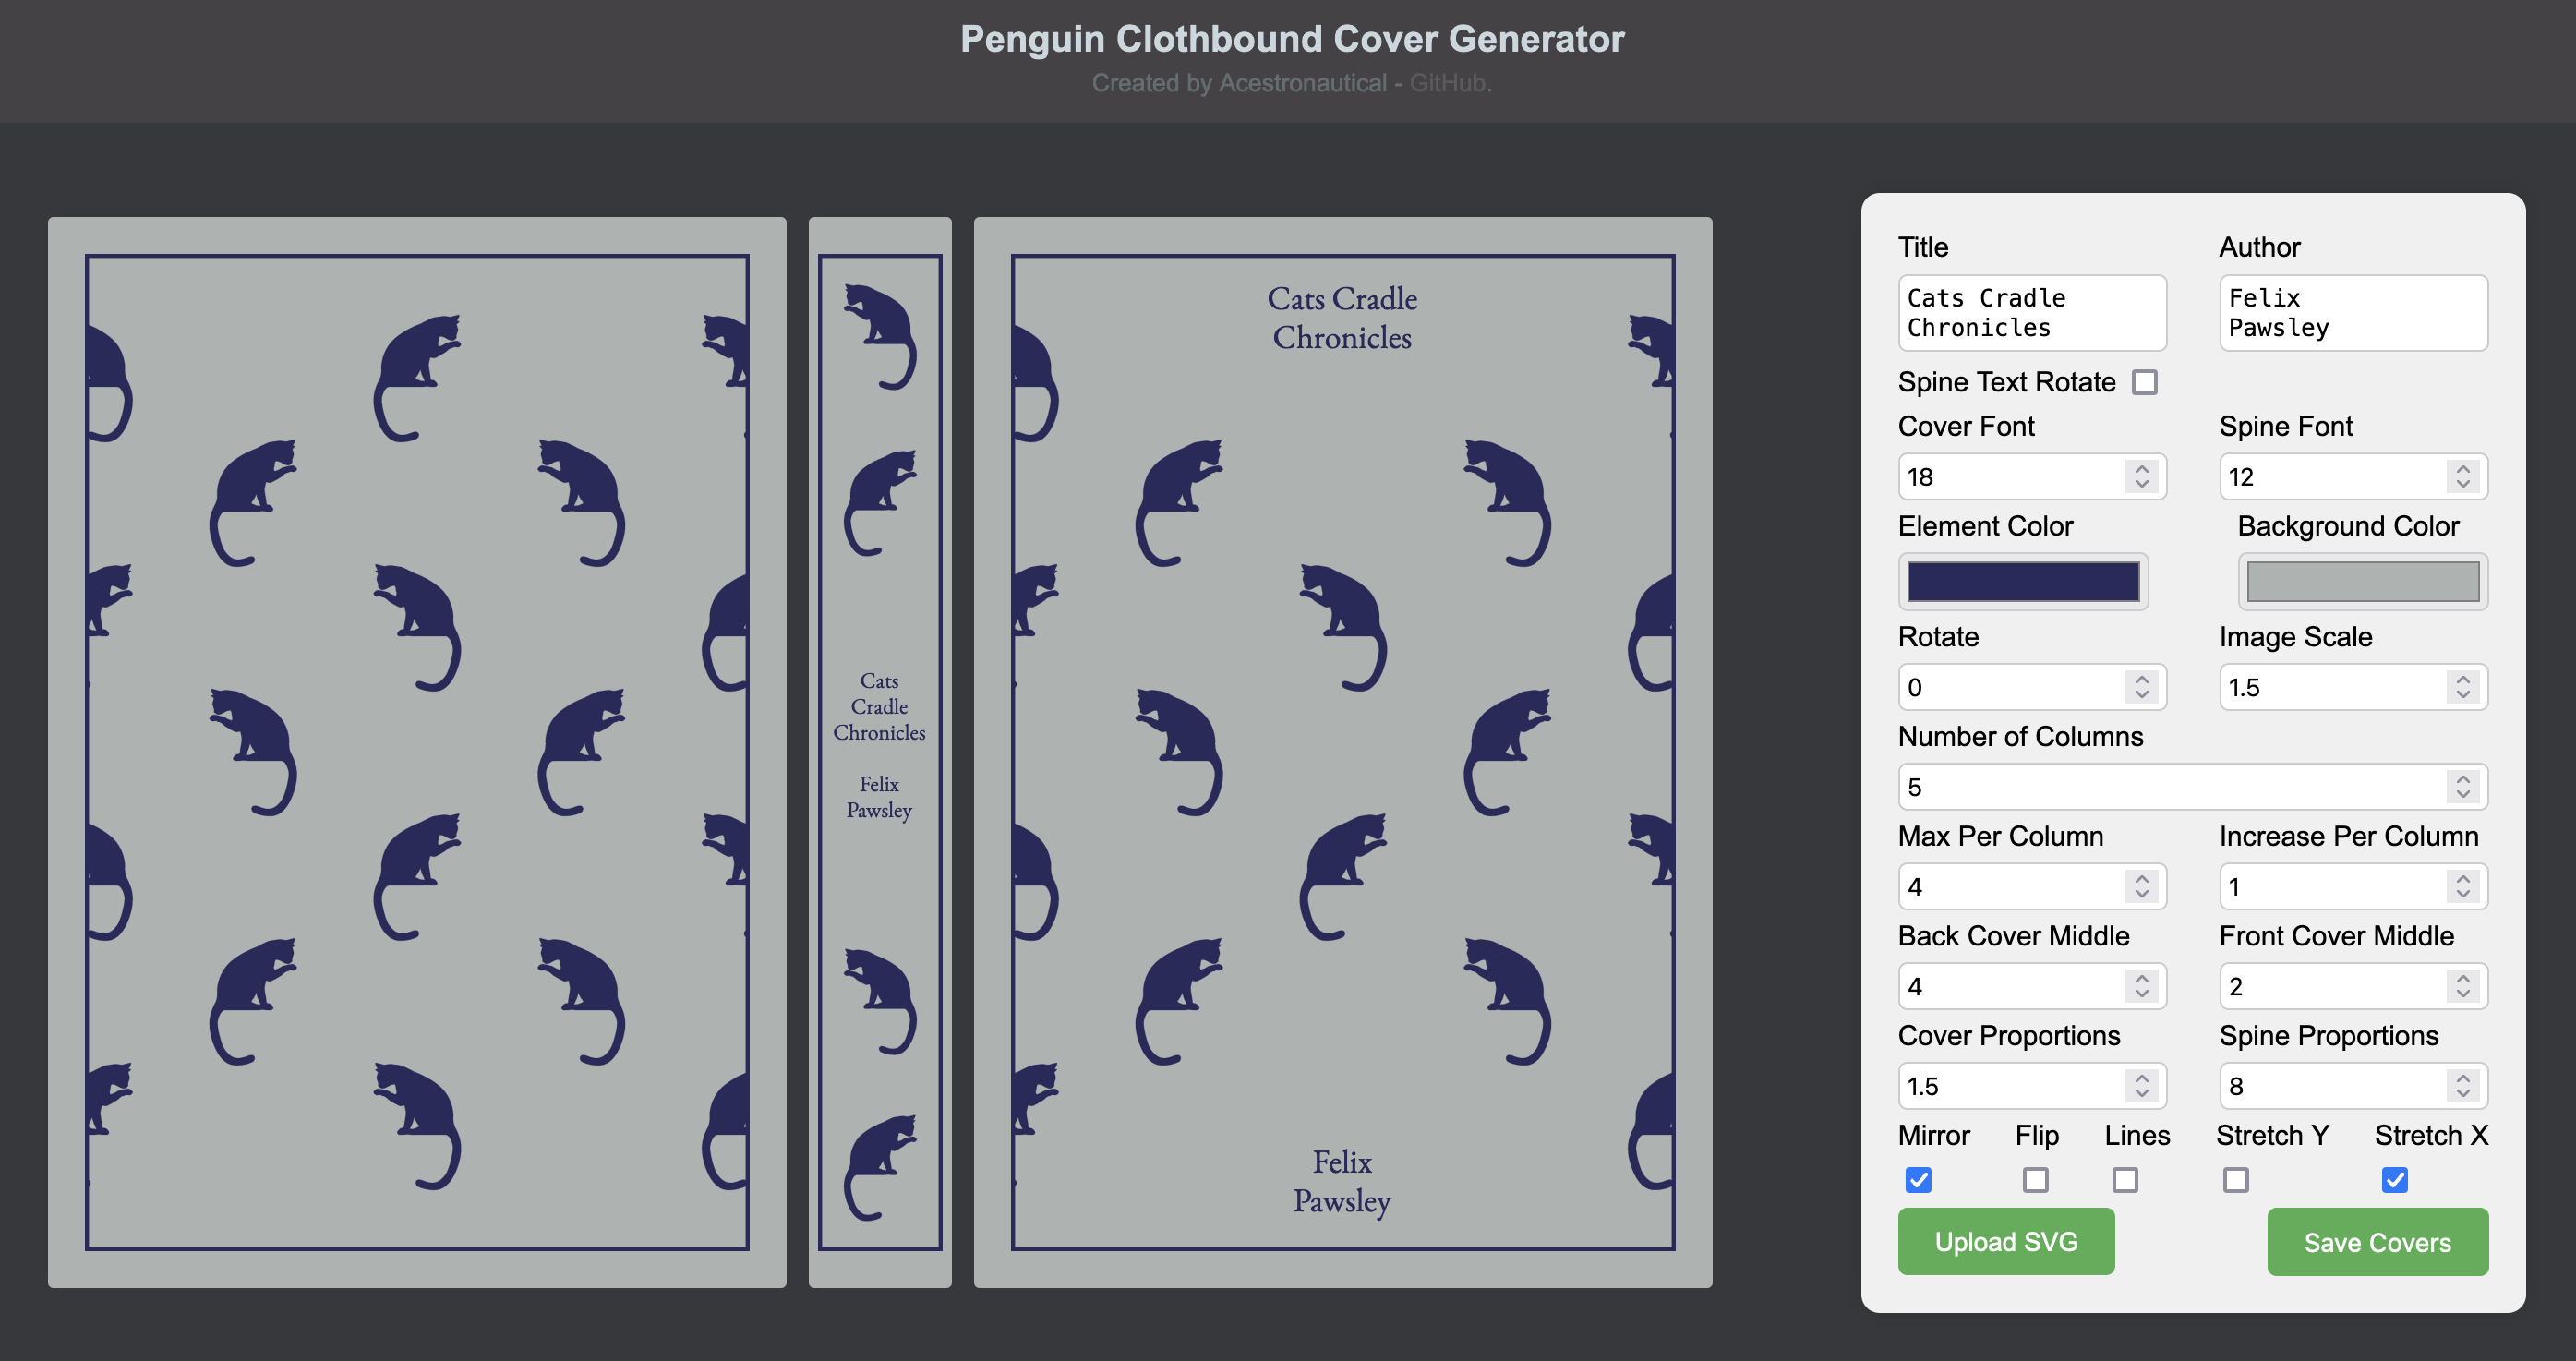 Penguin Clothbound Cover Generator
Created by Acestronautical - GitHub.
Cats
Cradle
Chronicles
Felix
Pawsley
Cats Cradle
Chronicles
Felix
Pawsley
Title
Author
Cats Cradle
Chronicles
Felix
Pawsley
Spine Text Rotate
Cover Font
Spine Font
18
12
Element Color
Background Color
Rotate
Image Scale
0
1.5
Number of Columns
5
Max Per Column
Increase Per Column
4
1
Back Cover Middle
Front Cover Middle
4
2
Cover Proportions
Spine Proportions
1.5
8
Mirror
Flip
Lines
Stretch Y
Stretch X
Upload SVG
Save Covers